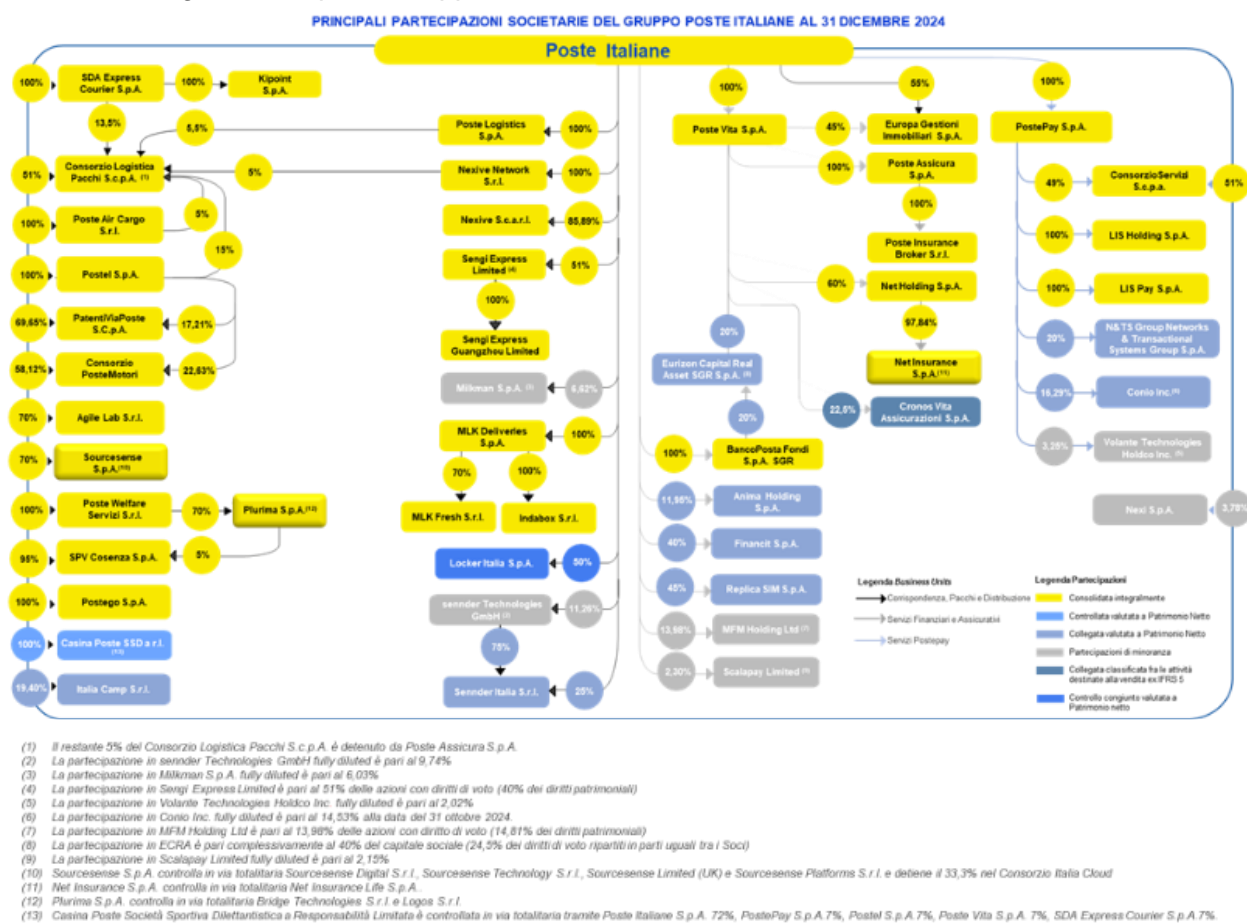 PRINCIPALI PARTECIPAZIONI SOCIETARIE DEL GRUPPO POSTE ITALIANE AL 31 DICEMBRE 2024
Poste Italiane
100%
SDA Express
Courier S.p.A.
100%
Kipoint
S.p.A.
13,5%
5,5%
Poste Logistics
S.p.A.
100%
51%
Consorzio Logistica
Pacchi S.c.p.A. (1)
5%
Nexive Network
S.r.l.
100%
100%
Poste Air Cargo
S.r.l.
5%
Nexive S.c.a.r.l.
85,89%
15%
100%
Postel S.p.A.
Sengi Express
Limited (4)
51%
100%
69,65%
PatentiViaPoste
S.C.p.A.
17,21%
Sengi Express
Guangzhou Limited
58,12%
Consorzio
PosteMotori
22,63%
Milkman S.p.A. (3)
6,62%
70%
Agile Lab S.r.l.
MLK Deliveries
S.p.A.
100%
70%
Sourcesense
S.p.A.(10)
70%
100%
100%
Poste Welfare
Servizi S.r.l.
70%
Plurima S.p.A.(12)
MLK Fresh S.r.l.
Indabox S.r.l.
95%
SPV Cosenza S.p.A.
5%
Locker Italia S.p.A.
50%
100%
Postego S.p.A.
sennder Technologies
GmbH (2)
11,26%
100%
Casina Poste SSD a r.l.
(13)
75%
19,40%
Italia Camp S.r.l.
Sennder Italia S.r.l.
25%
100%
55%
Poste Vita S.p.A.
45%
Europa Gestioni
Immobiliari S.p.A.
100%
Poste Assicura
S.p.A.
100%
Poste Insurance
Broker S.r.l.
60%
Net Holding S.p.A.
97,84%
Net Insurance
S.p.A.(11)
20%
Eurizon Capital Real
Asset SGR S.p.A. (8)
20%
22,5%
Cronos Vita
Assicurazioni S.p.A.
100%
BancoPosta Fondi
S.p.A. SGR
11,95%
Anima Holding
S.p.A.
40%
Financit S.p.A.
45%
Replica SIM S.p.A.
13,98%
MFM Holding Ltd (7)
2,30%
Scalapay Limited (9)
100%
PostePay S.p.A.
49%
ConsorzioServizi
S.c.p.a.
51%
100%
LIS Holding S.p.A.
100%
LIS Pay S.p.A.
20%
N&TS Group Networks
& Transactional
Systems Group S.p.A.
16,29%
Conio Inc.(6)
3,25%
Volante Technologies
Holdco Inc. (5)
Nexi S.p.A.
3,78%
Legenda Business Units
Corrispondenza, Pacchi e Distribuzione
Servizi Finanziari e Assicurativi
Servizi Postepay
Legenda Partecipazioni
Consolidata integralmente
Controllata valutata a Patrimonio Netto
Collegata valutata a Patrimonio Netto
Partecipazioni di minoranza
Collegata classificata fra le attività
destinate alla vendita ex IFRS 5
Controllo congiunto valutata a
Patrimonio netto
(1) Il restante 5% del Consorzio Logistica Pacchi S.c.p.A. è detenuto da Poste Assicura S.p.A.
(2) La partecipazione in sennder Technologies GmbH fully diluted è pari al 9,74%
(3) La partecipazione in Milkman S.p.A. fully diluted è pari al 6,03%
(4) La partecipazione in Sengi Express Limited è pari al 51% delle azioni con diritti di voto (40% dei diritti patrimoniali)
(5) La partecipazione in Volante Technologies Holdco Inc. fully diluted è pari al 2,02%
(6) La partecipazione in Conio Inc. fully diluted è pari al 14,53% alla data del 31 ottobre 2024.
(7) La partecipazione in MFM Holding Ltd è pari al 13,98% delle azioni con diritto di voto (14,81% dei diritti patrimoniali)
(8) La partecipazione in ECRA è pari complessivamente al 40% del capitale sociale (24,5% dei diritti di voto ripartiti in parti uguali tra i Soci)
(9) La partecipazione in Scalapay Limited fully diluted è pari al 2,15%
(10) Sourcesense S.p.A. controlla in via totalitaria Sourcesense Digital S.r.l., Sourcesense Technology S.r.l., Sourcesense Limited (UK) e Sourcesense Platforms S.r.l. e detiene il 33,3% nel Consorzio Italia Cloud
(11) Net Insurance S.p.A. controlla in via totalitaria Net Insurance Life S.p.A..
(12) Plurima S.p.A. controlla in via totalitaria Bridge Technologies S.r.l. e Logos S.r.l.
(13) Casina Poste Società Sportiva Dilettantistica a Responsabilità Limitata è controllata in via totalitaria tramite Poste Italiane S.p.A. 72%, PostePay S.p.A.7%, Postel S.p.A.7%, Poste Vita S.p.A. 7%, SDA Express Courier S.p.A.7%.